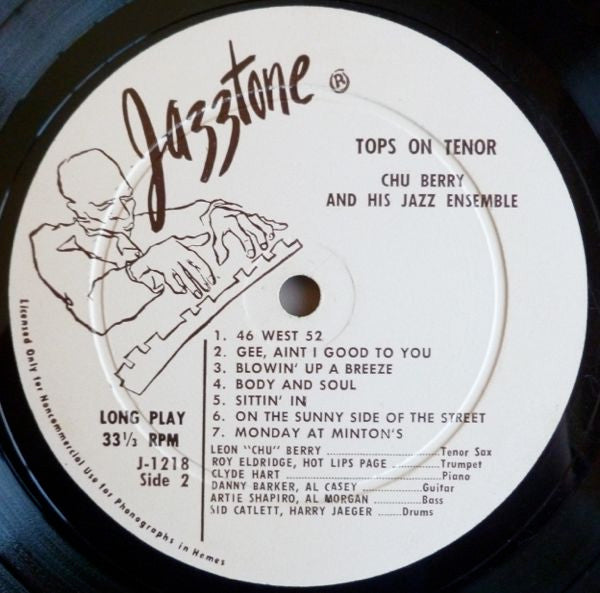 Jazztone ®
TOPS ON TENOR
CHU BERRY
AND HIS JAZZ ENSEMBLE
1. 46 WEST 52
2. GEE, AINT I GOOD TO YOU
3. BLOWIN' UP A BREEZE
4. BODY AND SOUL
5. SITTIN' IN
6. ON THE SUNNY SIDE OF THE STREET
7. MONDAY AT MINTON'S
LONG PLAY
33⅓ RPM
J-1218
Side 2
LEON "CHU" BERRY ....................Tenor Sax
ROY ELDRIDGE, HOT LIPS PAGE ..........Trumpet
CLYDE HART ....................Piano
DANNY BARKER, AL CASEY ..............Guitar
ARTIE SHAPIRO, AL MORGAN ............Bass
SID CATLETT, HARRY JAEGER ......Drums
Licensed Only for Noncommercial Use for Phonographs in Homes